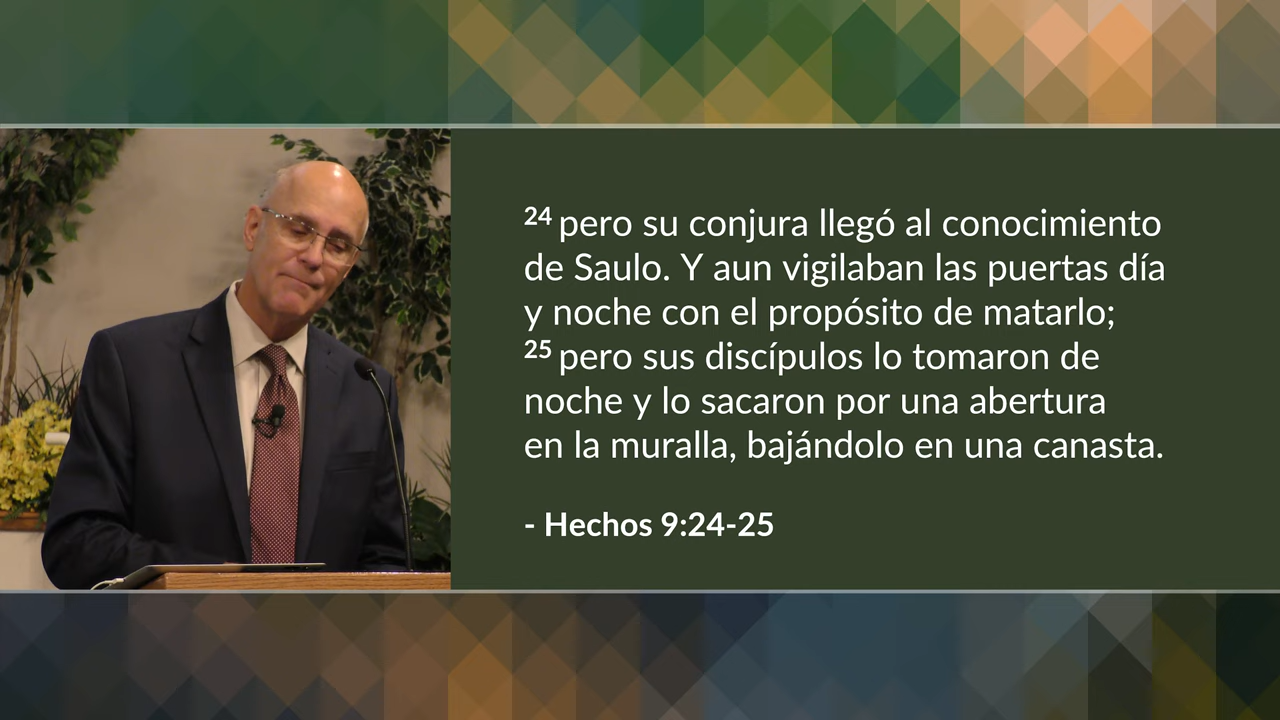 24 pero su conjura llegó al conocimiento
de Saulo. Y aun vigilaban las puertas día
y noche con el propósito de matarlo;
25 pero sus discípulos lo tomaron de
noche y lo sacaron por una abertura
en la muralla, bajándolo en una canasta.
- Hechos 9:24-25